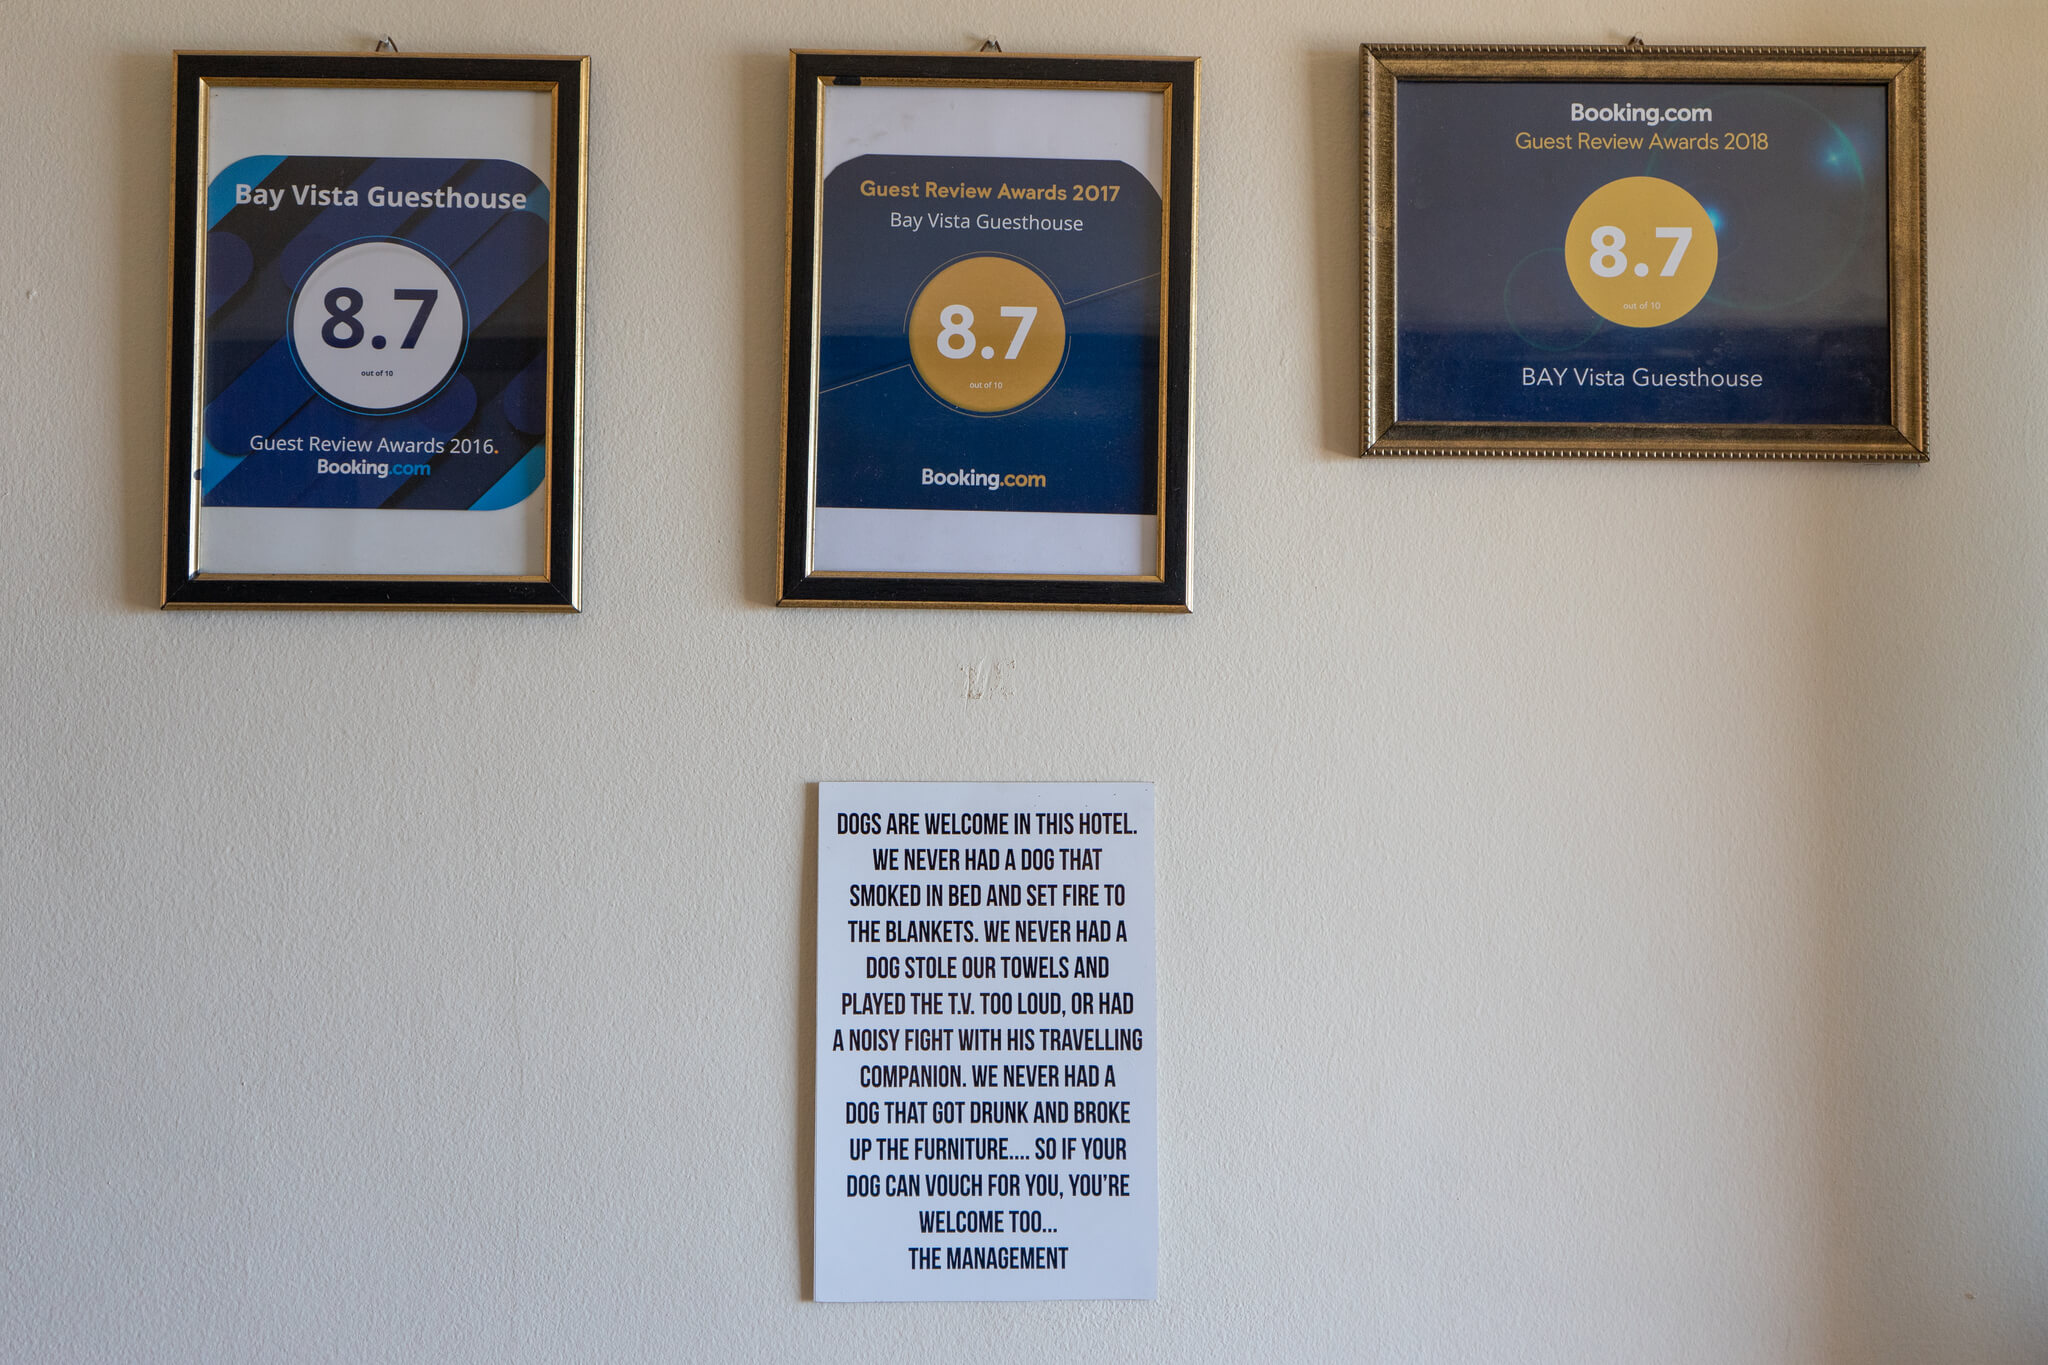 Bay Vista Guesthouse
8.7
out of 10
Guest Review Awards 2016.
Booking.com
Guest Review Awards 2017
Bay Vista Guesthouse
8.7
out of 10
Booking.com
Booking.com
Guest Review Awards 2018
8.7
out of 10
BAY Vista Guesthouse
DOGS ARE WELCOME IN THIS HOTEL.
WE NEVER HAD A DOG THAT
SMOKED IN BED AND SET FIRE TO
THE BLANKETS. WE NEVER HAD A
DOG STOLE OUR TOWELS AND
PLAYED THE T.V. TOO LOUD, OR HAD
A NOISY FIGHT WITH HIS TRAVELLING
COMPANION. WE NEVER HAD A
DOG THAT GOT DRUNK AND BROKE
UP THE FURNITURE.... SO IF YOUR
DOG CAN VOUCH FOR YOU, YOU'RE
WELCOME TOO...
THE MANAGEMENT